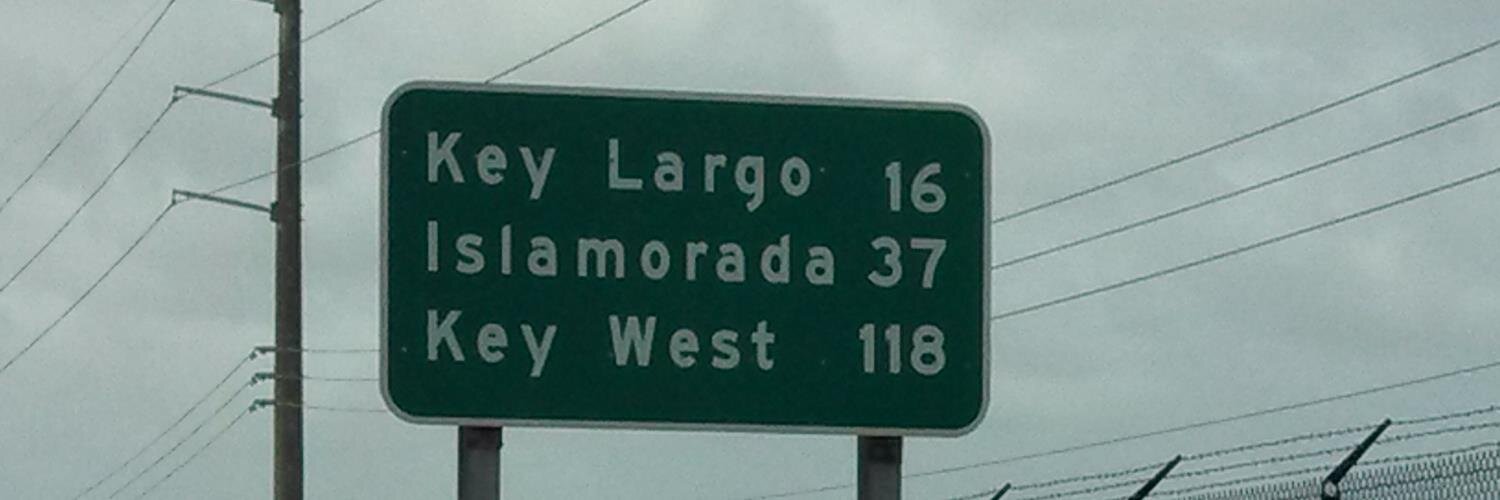 Key Largo 16
Islamorada 37
Key West 118